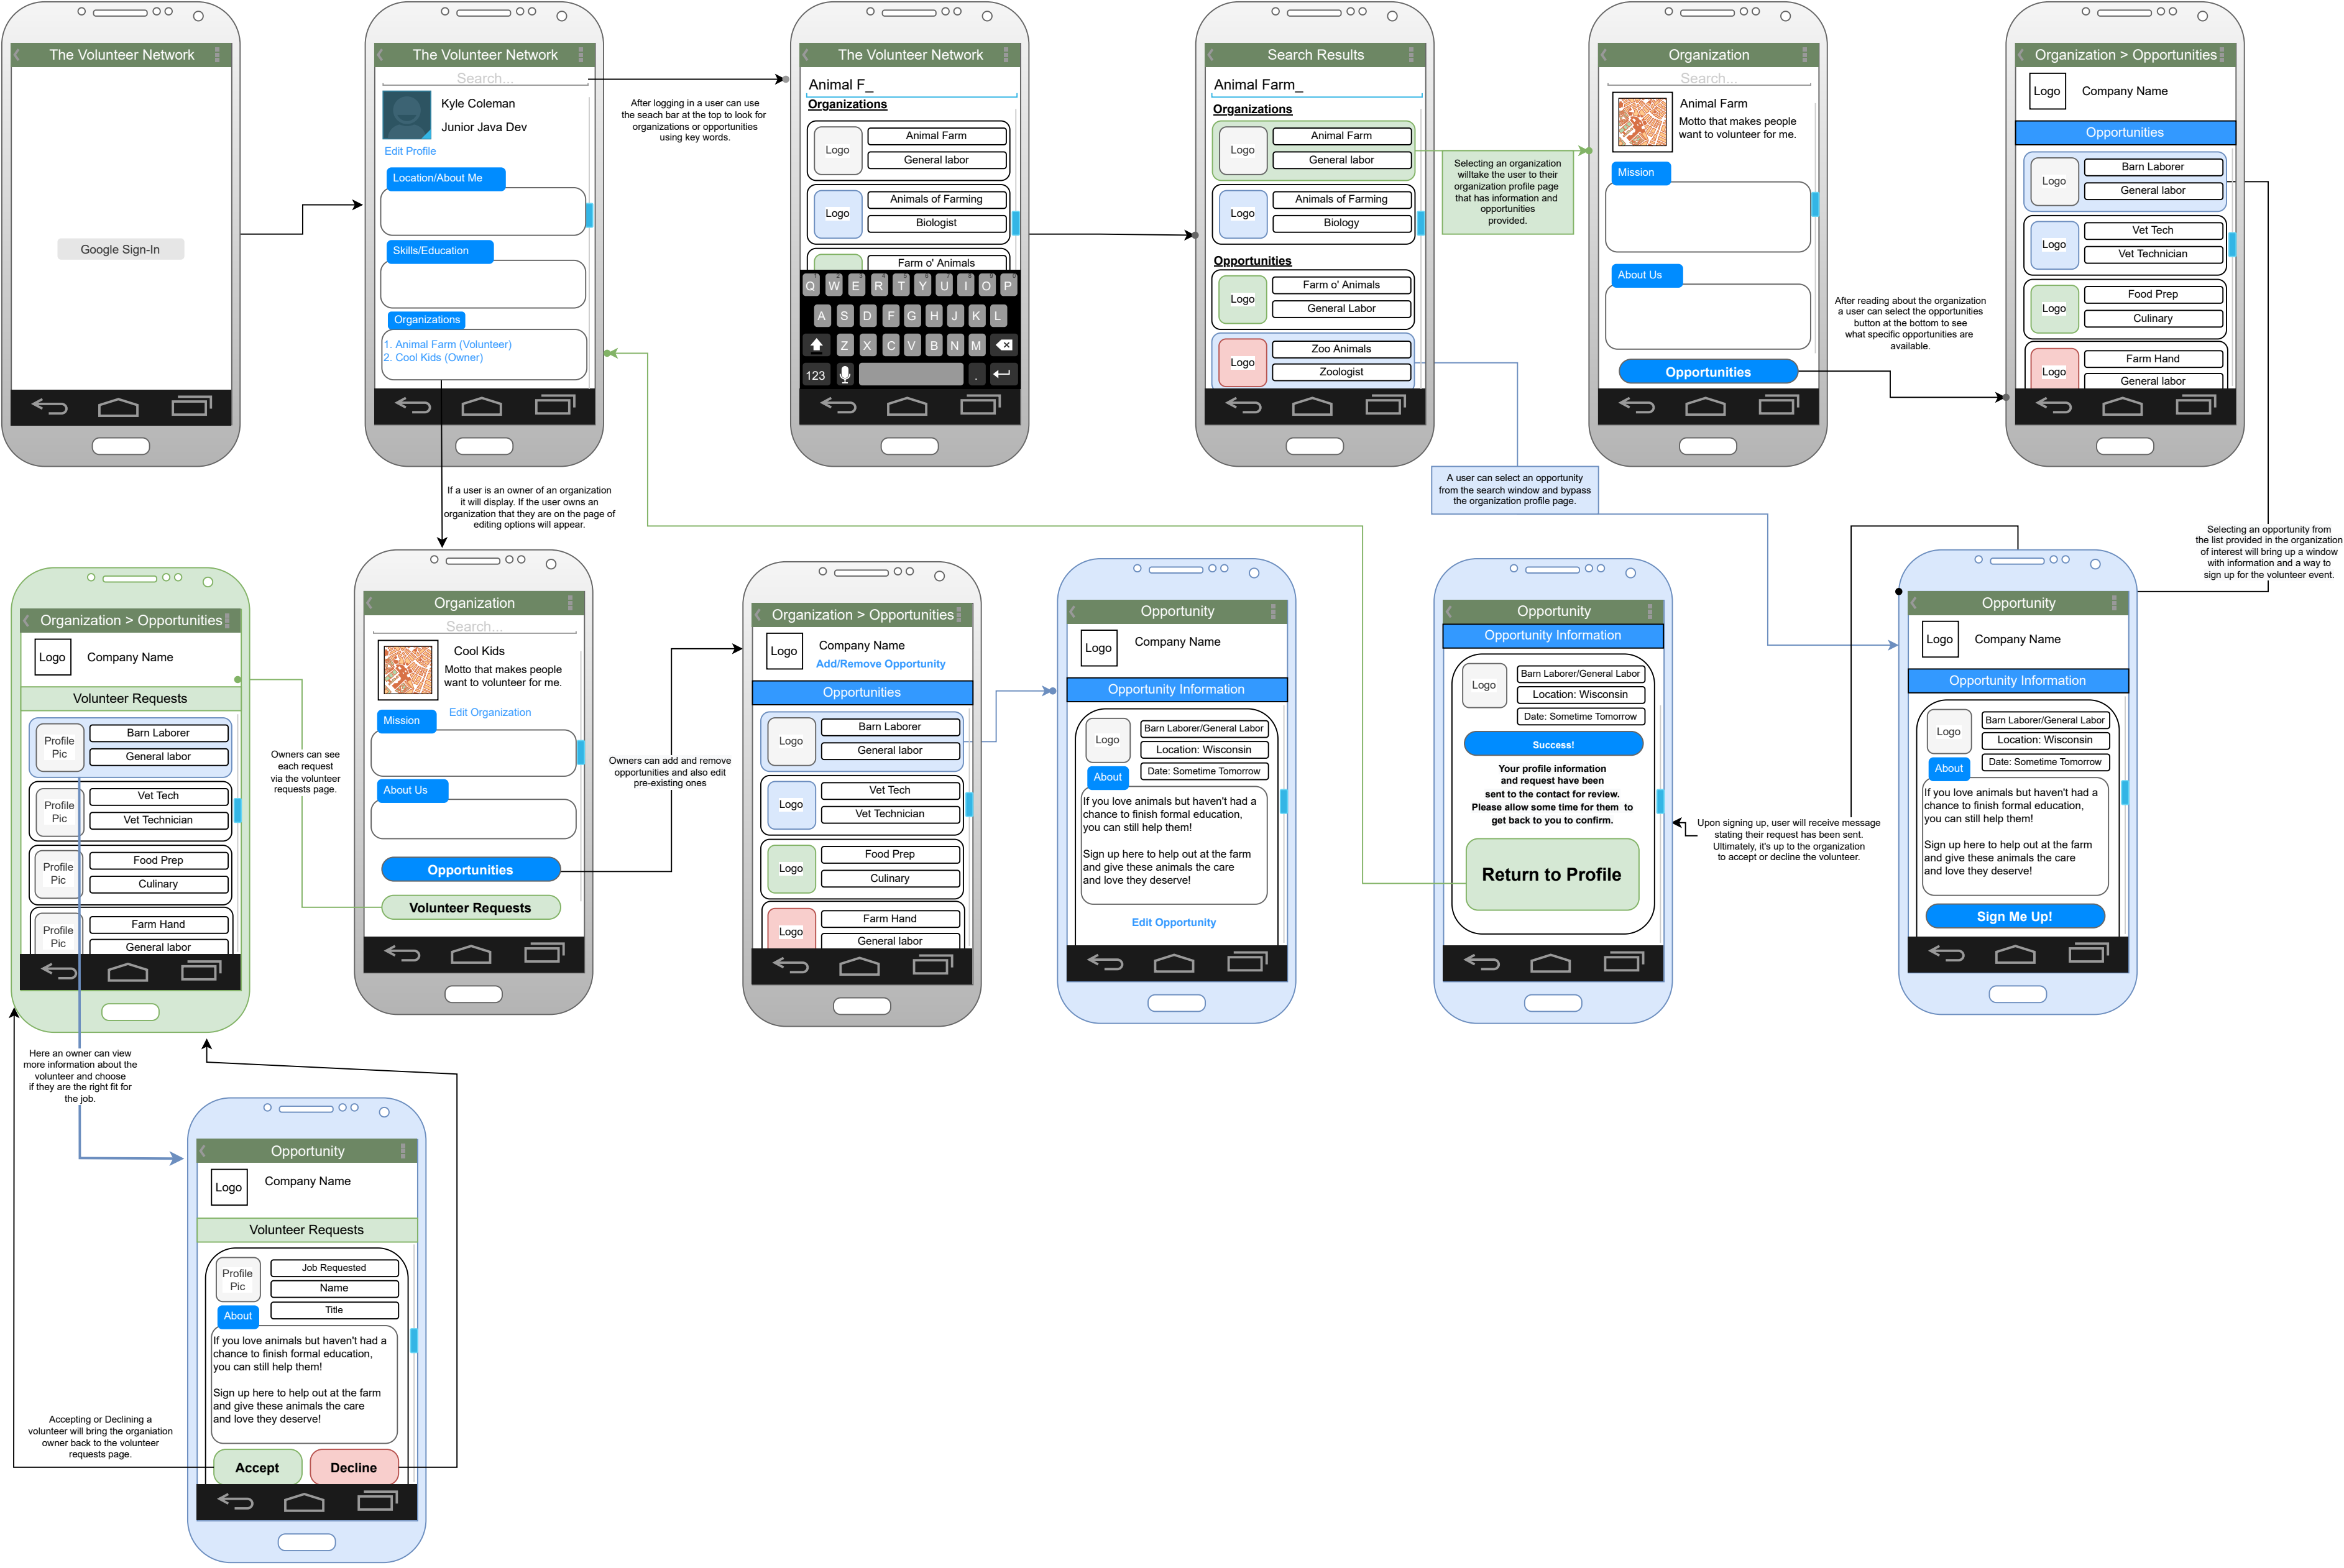 The Volunteer Network
Google Sign-In
The Volunteer Network
Search...
Kyle Coleman
Junior Java Dev
Edit Profile
Location/About Me
Skills/Education
Organizations
1. Animal Farm (Volunteer)
2. Cool Kids (Owner)
After logging in a user can use
the seach bar at the top to look for
organizations or opportunities
using key words.
The Volunteer Network
Animal F_
Organizations
Logo
Animal Farm
General labor
Logo
Animals of Farming
Biologist
Farm o' Animals
Q W E R T Y U I O P
A S D F G H J K L
Z X C V B N M
123 .
Search Results
Animal Farm_
Organizations
Logo
Animal Farm
General labor
Logo
Animals of Farming
Biology
Opportunities
Logo
Farm o' Animals
General Labor
Logo
Zoo Animals
Zoologist
Selecting an organization
willtake the user to their
organization profile page
that has information and
opportunities
provided.
Organization
Search...
Animal Farm
Motto that makes people
want to volunteer for me.
Mission
About Us
Opportunities
After reading about the organization
a user can select the opportunities
button at the bottom to see
what specific opportunities are
available.
Organization > Opportunities
Logo
Company Name
Opportunities
Logo
Barn Laborer
General labor
Logo
Vet Tech
Vet Technician
Logo
Food Prep
Culinary
Logo
Farm Hand
General labor
If a user is an owner of an organization
it will display. If the user owns an
organization that they are on the page of
editing options will appear.
A user can select an opportunity
from the search window and bypass
the organization profile page.
Selecting an opportunity from
the list provided in the organization
of interest will bring up a window
with information and a way to
sign up for the volunteer event.
Organization > Opportunities
Logo
Company Name
Volunteer Requests
Profile
Pic
Barn Laborer
General labor
Profile
Pic
Vet Tech
Vet Technician
Profile
Pic
Food Prep
Culinary
Profile
Pic
Farm Hand
General labor
Owners can see
each request
via the volunteer
requests page.
Organization
Search...
Cool Kids
Motto that makes people
want to volunteer for me.
Edit Organization
Mission
About Us
Opportunities
Volunteer Requests
Owners can add and remove
opportunities and also edit
pre-existing ones
Organization > Opportunities
Logo
Company Name
Add/Remove Opportunity
Opportunities
Logo
Barn Laborer
General labor
Logo
Vet Tech
Vet Technician
Logo
Food Prep
Culinary
Logo
Farm Hand
General labor
Opportunity
Logo
Company Name
Opportunity Information
Logo
Barn Laborer/General Labor
Location: Wisconsin
Date: Sometime Tomorrow
About
If you love animals but haven't had a
chance to finish formal education,
you can still help them!
Sign up here to help out at the farm
and give these animals the care
and love they deserve!
Edit Opportunity
Opportunity
Opportunity Information
Logo
Barn Laborer/General Labor
Location: Wisconsin
Date: Sometime Tomorrow
Success!
Your profile information
and request have been
sent to the contact for review.
Please allow some time for them to
get back to you to confirm.
Return to Profile
Upon signing up, user will receive message
stating their request has been sent.
Ultimately, it's up to the organization
to accept or decline the volunteer.
Opportunity
Logo
Company Name
Opportunity Information
Logo
Barn Laborer/General Labor
Location: Wisconsin
Date: Sometime Tomorrow
About
If you love animals but haven't had a
chance to finish formal education,
you can still help them!
Sign up here to help out at the farm
and give these animals the care
and love they deserve!
Sign Me Up!
Here an owner can view
more information about the
volunteer and choose
if they are the right fit for
the job.
Opportunity
Logo
Company Name
Volunteer Requests
Profile
Pic
Job Requested
Name
Title
About
If you love animals but haven't had a
chance to finish formal education,
you can still help them!
Sign up here to help out at the farm
and give these animals the care
and love they deserve!
Accept
Decline
Accepting or Declining a
volunteer will bring the organiation
owner back to the volunteer
requests page.